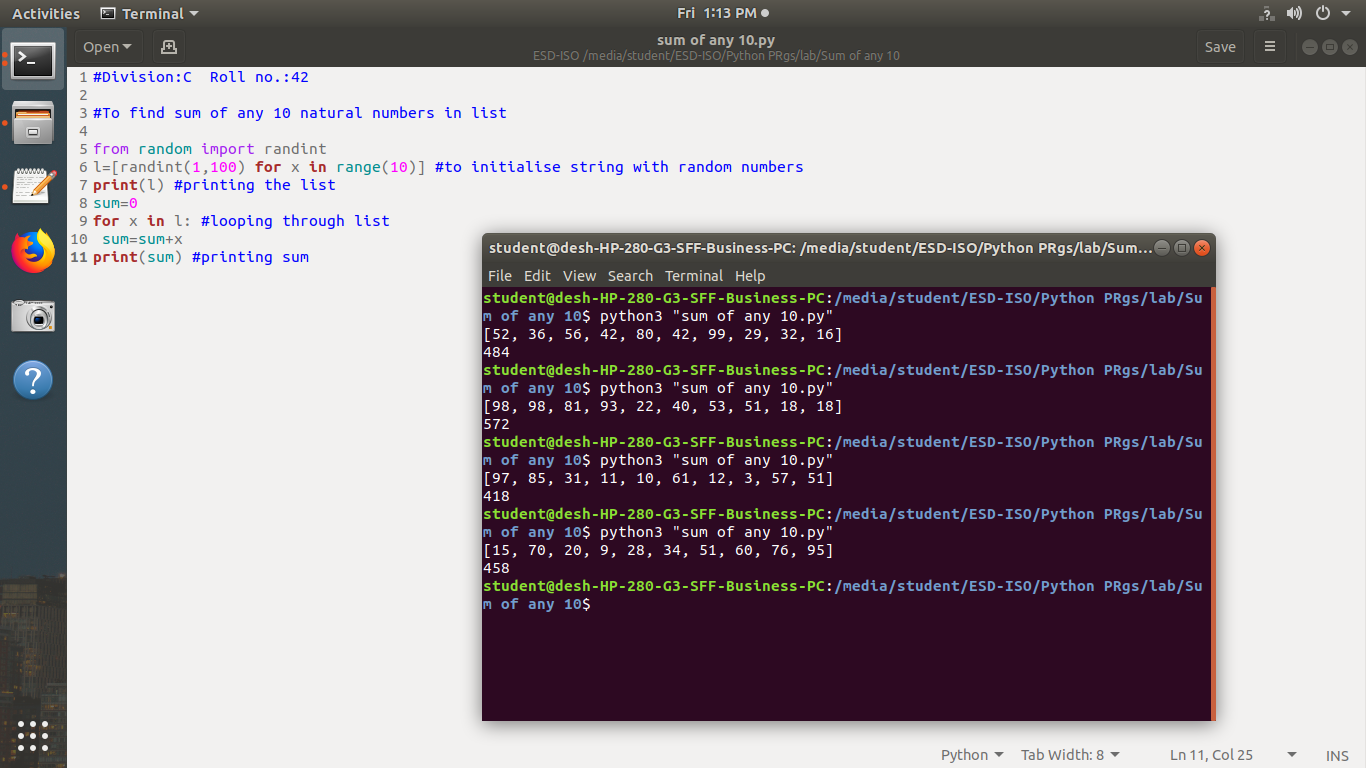 Activities Terminal Fri 1:13 PM
Open sum of any 10.py Save
ESD-ISO /media/student/ESD-ISO/Python PRgs/lab/Sum of any 10
1 #Division:C  Roll no.:42
2
3 #To find sum of any 10 natural numbers in list
4
5 from random import randint
6 l=[randint(1,100) for x in range(10)] #to initialise string with random numbers
7 print(l) #printing the list
8 sum=0
9 for x in l: #looping through list
10  sum=sum+x
11 print(sum) #printing sum
student@desh-HP-280-G3-SFF-Business-PC: /media/student/ESD-ISO/Python PRgs/lab/Sum...
File Edit View Search Terminal Help
student@desh-HP-280-G3-SFF-Business-PC:/media/student/ESD-ISO/Python PRgs/lab/Su
m of any 10$ python3 "sum of any 10.py"
[52, 36, 56, 42, 80, 42, 99, 29, 32, 16]
484
student@desh-HP-280-G3-SFF-Business-PC:/media/student/ESD-ISO/Python PRgs/lab/Su
m of any 10$ python3 "sum of any 10.py"
[98, 98, 81, 93, 22, 40, 53, 51, 18, 18]
572
student@desh-HP-280-G3-SFF-Business-PC:/media/student/ESD-ISO/Python PRgs/lab/Su
m of any 10$ python3 "sum of any 10.py"
[97, 85, 31, 11, 10, 61, 12, 3, 57, 51]
418
student@desh-HP-280-G3-SFF-Business-PC:/media/student/ESD-ISO/Python PRgs/lab/Su
m of any 10$ python3 "sum of any 10.py"
[15, 70, 20, 9, 28, 34, 51, 60, 76, 95]
458
student@desh-HP-280-G3-SFF-Business-PC:/media/student/ESD-ISO/Python PRgs/lab/Su
m of any 10$
Python Tab Width: 8 Ln 11, Col 25 INS